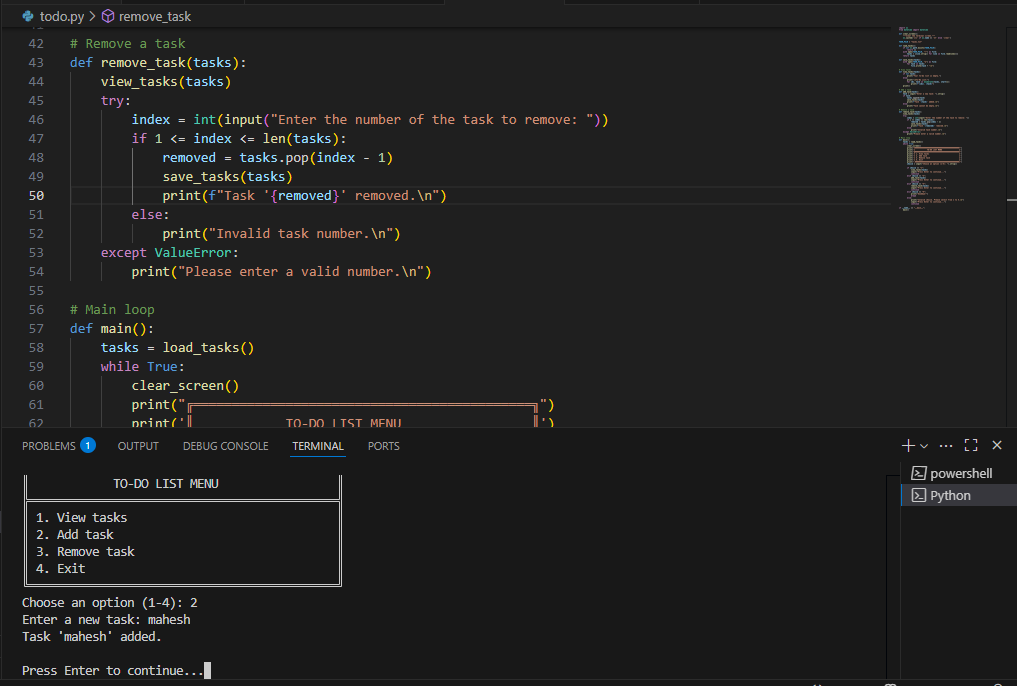 todo.py > remove_task
42 # Remove a task
43 def remove_task(tasks):
44 view_tasks(tasks)
45 try:
46 index = int(input("Enter the number of the task to remove: "))
47 if 1 <= index <= len(tasks):
48 removed = tasks.pop(index - 1)
49 save_tasks(tasks)
50 print(f"Task '{removed}' removed.\n")
51 else:
52 print("Invalid task number.\n")
53 except ValueError:
54 print("Please enter a valid number.\n")
55
56 # Main loop
57 def main():
58 tasks = load_tasks()
59 while True:
60 clear_screen()
61 print("╔════════════════════════════════════════════╗")
62 print("║ TO-DO LIST MENU ║")
PROBLEMS 1 OUTPUT DEBUG CONSOLE TERMINAL PORTS
powershell
Python
TO-DO LIST MENU
1. View tasks
2. Add task
3. Remove task
4. Exit
Choose an option (1-4): 2
Enter a new task: mahesh
Task 'mahesh' added.
Press Enter to continue...